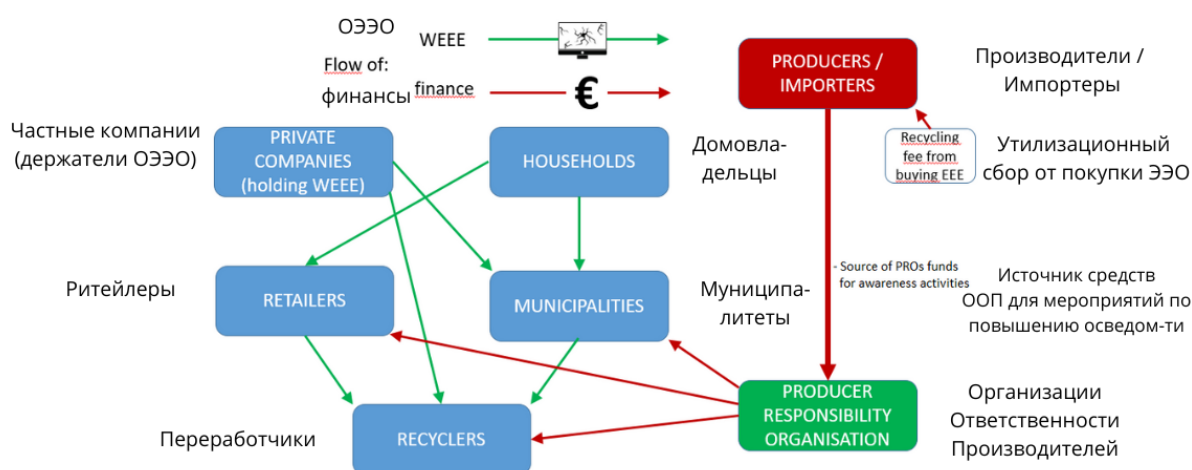 ОЭЭО
WEEE
Flow of:
финансы
finance
€
PRODUCERS /
IMPORTERS
Производители /
Импортеры
Частные компании
(держатели ОЭЭО)
PRIVATE
COMPANIES
(holding WEEE)
HOUSEHOLDS
Домовла-
дельцы
Recycling
fee from
buying EEE
Утилизационный
сбор от покупки ЭЭО
Ритейлеры
RETAILERS
MUNICIPALITIES
Муниципа-
литеты
- Source of PROs funds
for awareness activities
Источник средств
ООП для мероприятий по
повышению осведом-ти
Переработчики
RECYCLERS
PRODUCER
RESPONSIBILITY
ORGANISATION
Организации
Ответственности
Производителей